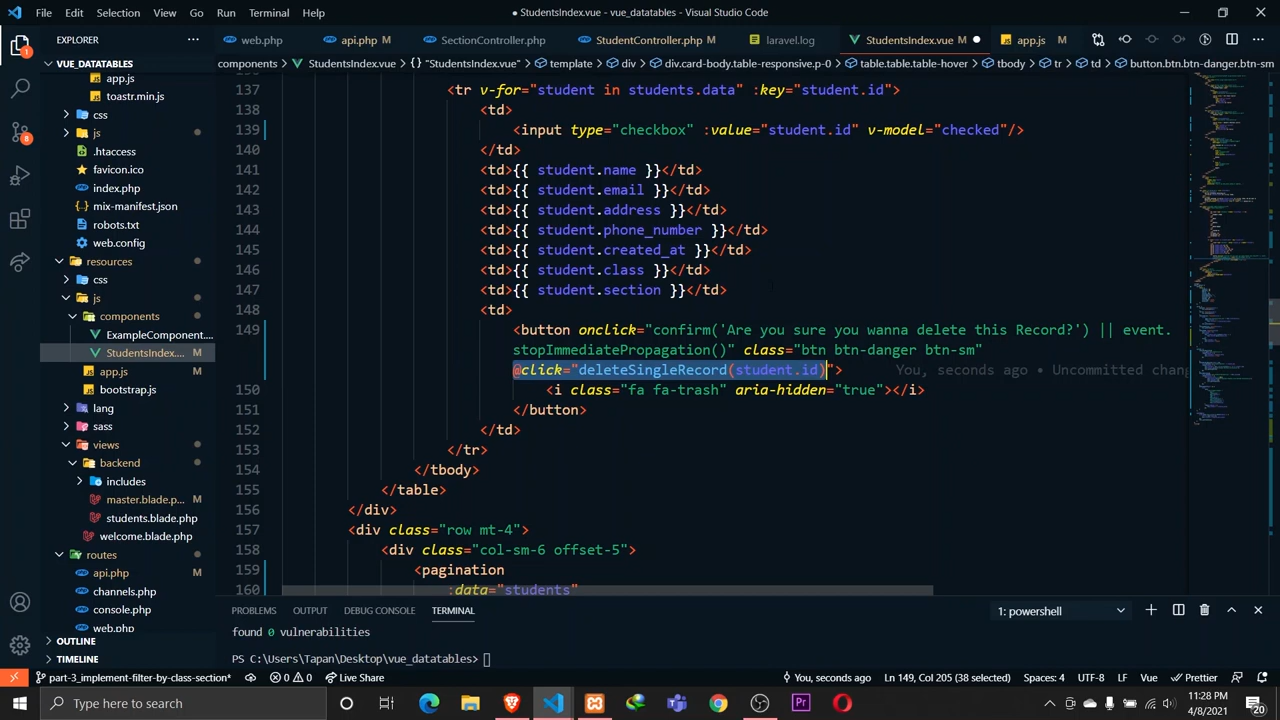 File Edit Selection View Go Run Terminal Help
● StudentsIndex.vue - vue_datatables - Visual Studio Code
EXPLORER
web.php
api.php M
SectionController.php
StudentController.php M
laravel.log
StudentsIndex.vue M
app.js M
VUE_DATATABLES
components > StudentsIndex.vue > {} "StudentsIndex.vue" > template > div > div.card-body.table-responsive.p-0 > table.table.table-hover > tbody > tr > td > button.btn.btn-danger.btn-sm
app.js
toastr.min.js
css
js
.htaccess
favicon.ico
index.php
mix-manifest.json
robots.txt
web.config
resources
css
js
components
ExampleComponent....
StudentsIndex.... M
app.js M
bootstrap.js
lang
sass
views
backend
includes
master.blade.p... M
students.blade.php
welcome.blade.php
routes
api.php M
channels.php
console.php
web.php
OUTLINE
TIMELINE
137 <tr v-for="student in students.data" :key="student.id">
138 <td>
139 <input type="checkbox" :value="student.id" v-model="checked"/>
140 </td>
141 <td>{{ student.name }}</td>
142 <td>{{ student.email }}</td>
143 <td>{{ student.address }}</td>
144 <td>{{ student.phone_number }}</td>
145 <td>{{ student.created_at }}</td>
146 <td>{{ student.class }}</td>
147 <td>{{ student.section }}</td>
148 <td>
149 <button onclick="confirm('Are you sure you wanna delete this Record?') || event.
stopImmediatePropagation()" class="btn btn-danger btn-sm"
@click="deleteSingleRecord(student.id)"> You, seconds ago • Uncommitted chang
150 <i class="fa fa-trash" aria-hidden="true"></i>
151 </button>
152 </td>
153 </tr>
154 </tbody>
155 </table>
156 </div>
157 <div class="row mt-4">
158 <div class="col-sm-6 offset-5">
159 <pagination
160 :data="students"
PROBLEMS OUTPUT DEBUG CONSOLE TERMINAL
1: powershell
found 0 vulnerabilities
PS C:\Users\Tapan\Desktop\vue_datatables>
part-3_implement-filter-by-class-section* 0 0 Live Share
You, seconds ago Ln 149, Col 205 (38 selected) Spaces: 4 UTF-8 LF Vue Prettier
Type here to search
11:28 PM
4/8/2021
20